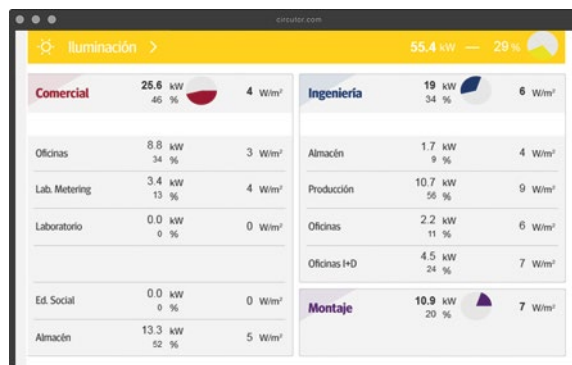 circutor.com
Iluminación >
55.4 kW — 29 %
Comercial 25.6 kW 46 % 4 W/m²
Oficinas 8.8 kW 34 % 3 W/m²
Lab. Metering 3.4 kW 13 % 4 W/m²
Laboratorio 0.0 kW 0 % 0 W/m²
Ed. Social 0.0 kW 0 % 0 W/m²
Almacén 13.3 kW 52 % 5 W/m²
Ingeniería 19 kW 34 % 6 W/m²
Almacén 1.7 kW 9 % 4 W/m²
Producción 10.7 kW 56 % 9 W/m²
Oficinas 2.2 kW 11 % 6 W/m²
Oficinas I+D 4.5 kW 24 % 7 W/m²
Montaje 10.9 kW 20 % 7 W/m²